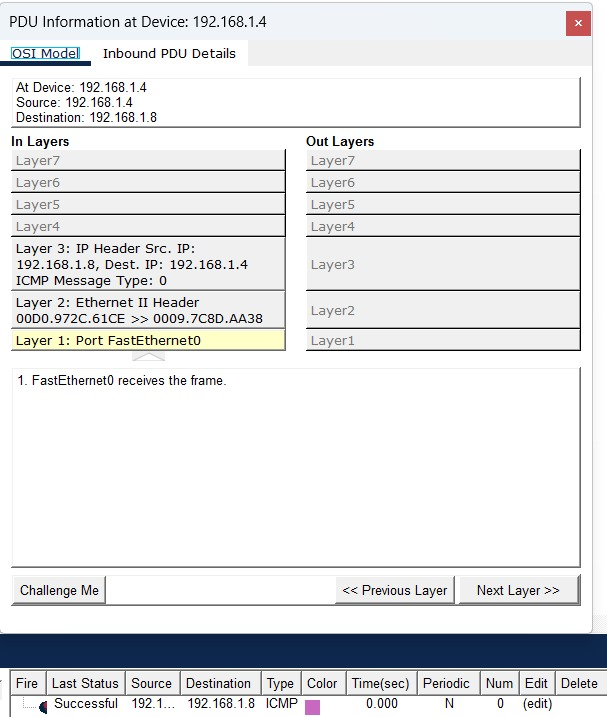 PDU Information at Device: 192.168.1.4
OSI Model Inbound PDU Details
At Device: 192.168.1.4
Source: 192.168.1.4
Destination: 192.168.1.8
In Layers
Layer7
Layer6
Layer5
Layer4
Layer 3: IP Header Src. IP:
192.168.1.8, Dest. IP: 192.168.1.4
ICMP Message Type: 0
Layer 2: Ethernet II Header
00D0.972C.61CE >> 0009.7C8D.AA38
Layer 1: Port FastEthernet0
Out Layers
Layer7
Layer6
Layer5
Layer4
Layer3
Layer2
Layer1
1. FastEthernet0 receives the frame.
Challenge Me << Previous Layer Next Layer >>
Fire Last Status Source Destination Type Color Time(sec) Periodic Num Edit Delete
Successful 192.1... 192.168.1.8 ICMP 0.000 N 0 (edit)